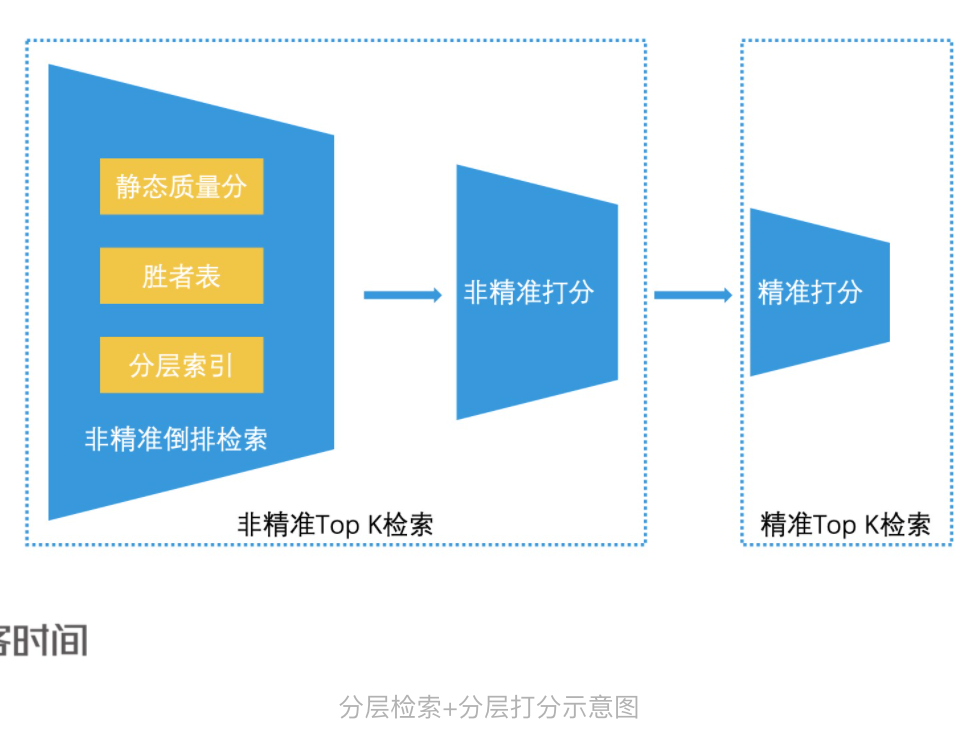 静态质量分
胜者表
分层索引
非精准倒排检索
非精准打分
精准打分
非精准Top K检索
精准Top K检索
客时间
分层检索+分层打分示意图